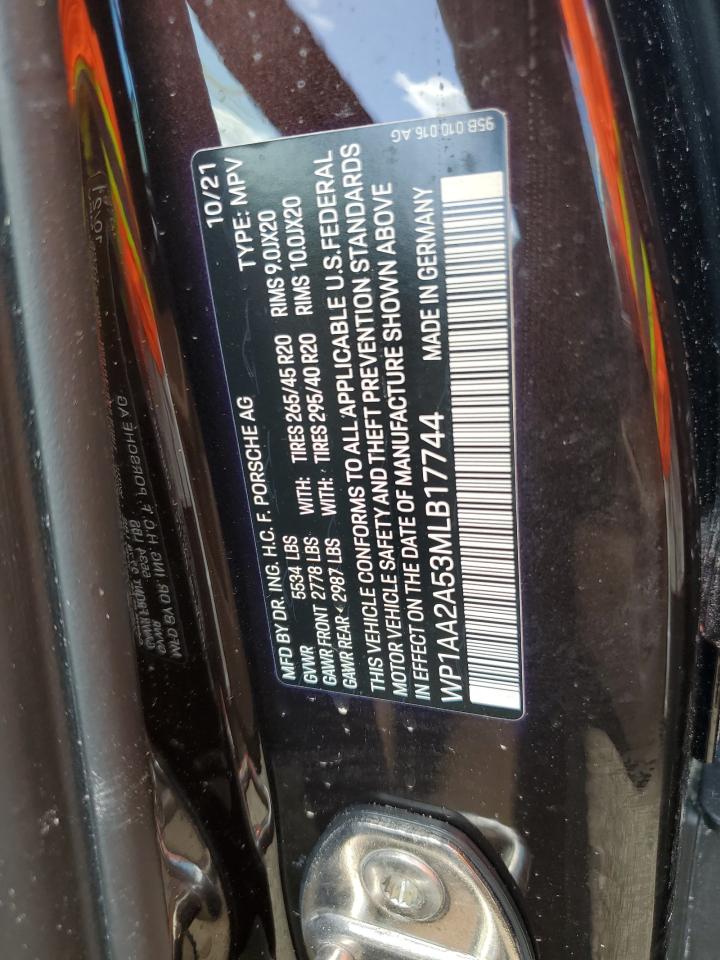 10/21
MFD BY DR. ING. H.C. F. PORSCHE AG TYPE: MPV
GVWR 5534 LBS WITH: TIRES 265/45 R20 RIMS 9.0JX20
GAWR FRONT 2778 LBS WITH: TIRES 295/40 R20 RIMS 10.0JX20
GAWR REAR 2987 LBS
THIS VEHICLE CONFORMS TO ALL APPLICABLE U.S. FEDERAL
MOTOR VEHICLE SAFETY AND THEFT PREVENTION STANDARDS
IN EFFECT ON THE DATE OF MANUFACTURE SHOWN ABOVE
WP1AA2A53MLB17744 MADE IN GERMANY
95B 010 016 AG